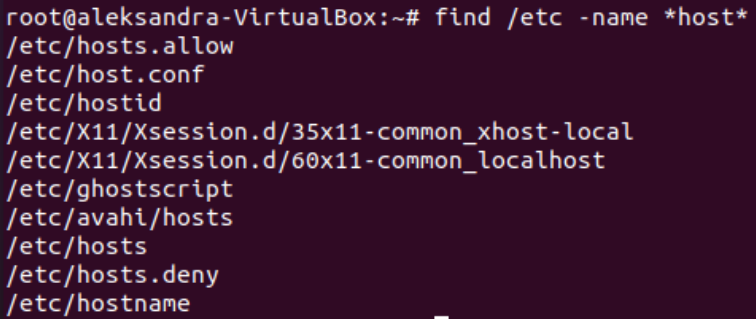 root@aleksandra-VirtualBox:~# find /etc -name *host*
/etc/hosts.allow
/etc/host.conf
/etc/hostid
/etc/X11/Xsession.d/35x11-common_xhost-local
/etc/X11/Xsession.d/60x11-common_localhost
/etc/ghostscript
/etc/avahi/hosts
/etc/hosts
/etc/hosts.deny
/etc/hostname